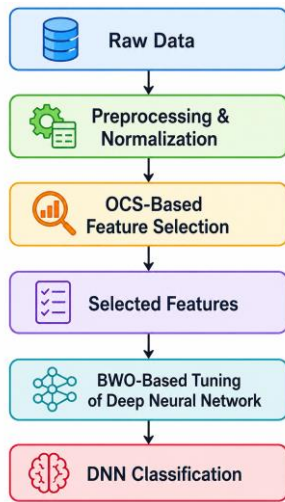 Raw Data
Preprocessing &
Normalization
OCS-Based
Feature Selection
Selected Features
BWO-Based Tuning
of Deep Neural Network
DNN Classification